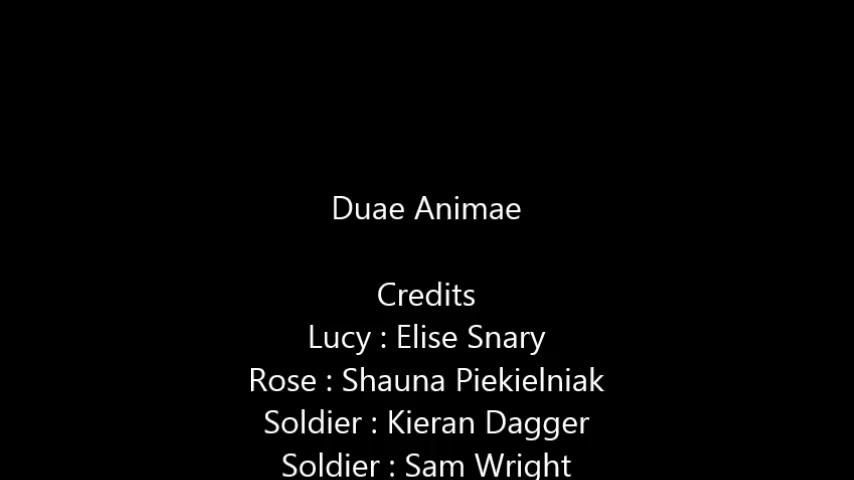 Duae Animae
Credits
Lucy : Elise Snary
Rose : Shauna Piekielniak
Soldier : Kieran Dagger
Soldier : Sam Wright